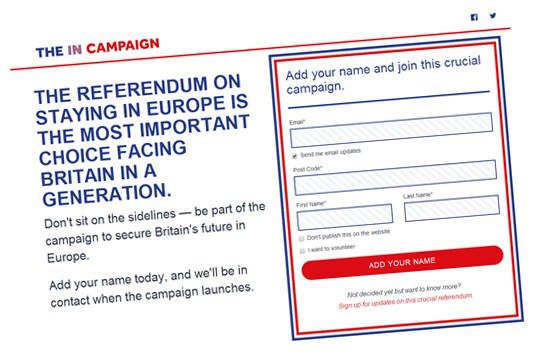 THE IN CAMPAIGN
THE REFERENDUM ON
STAYING IN EUROPE IS
THE MOST IMPORTANT
CHOICE FACING
BRITAIN IN A
GENERATION.
Don't sit on the sidelines — be part of the
campaign to secure Britain's future in
Europe.
Add your name today, and we'll be in
contact when the campaign launches.
Add your name and join this crucial
campaign.
Email*
Send me email updates
Post Code*
First Name*
Last Name*
Don't publish this on the website
I want to volunteer
ADD YOUR NAME
Not decided yet but want to know more?
Sign up for updates on this crucial referendum.